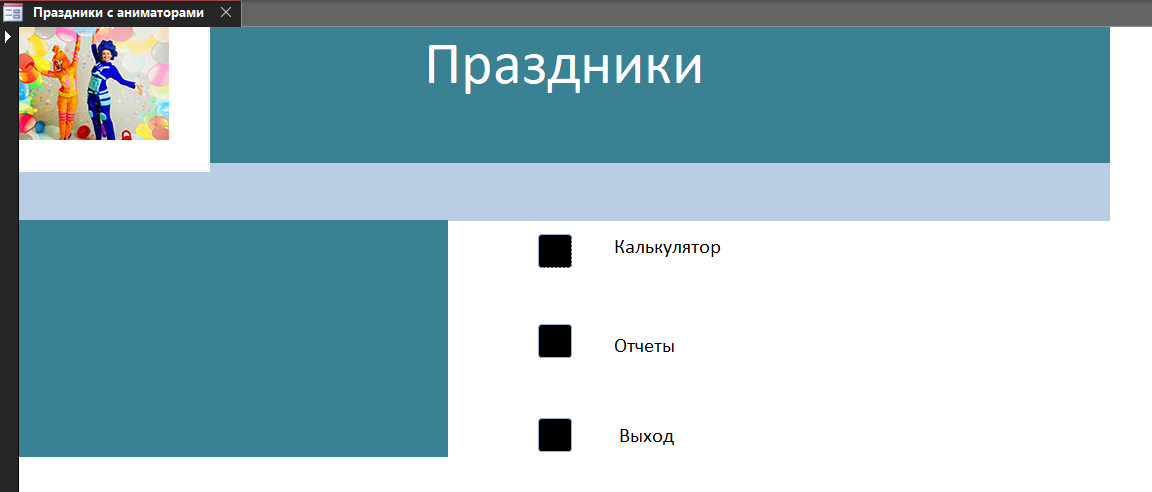 Праздники с аниматорами
Праздники
Калькулятор
Отчеты
Выход